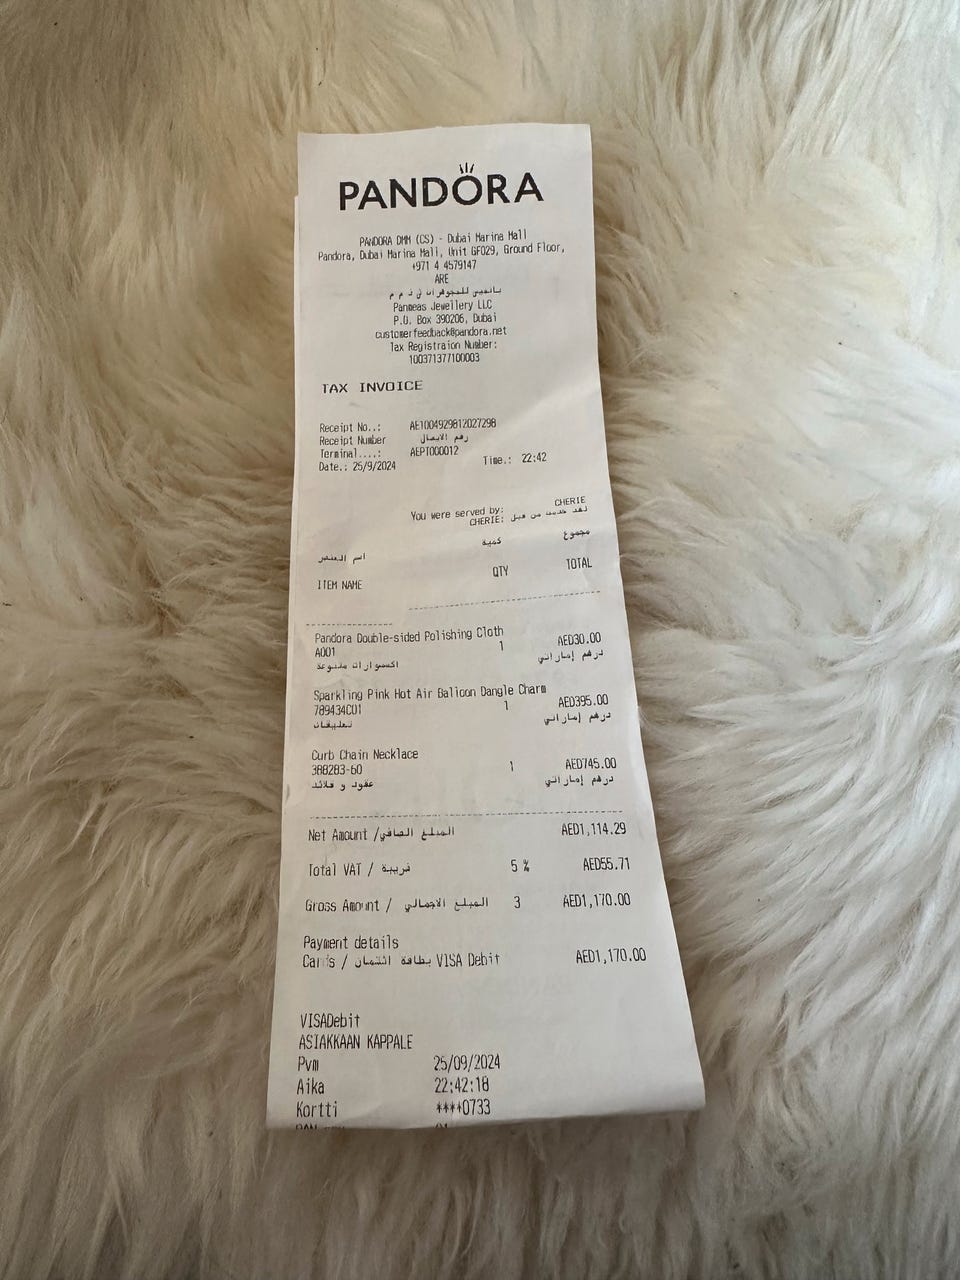 PANDORA
PANDORA DMM (CS) - Dubai Marina Mall
Pandora, Dubai Marina Mall, Unit GF029, Ground Floor,
+971 4 4579147
ARE
Panmeas Jewellery LLC
P.O. Box 390206, Dubai
customerfeedback@pandora.net
Tax Registraion Number:
100371377100003
TAX INVOICE
Receipt No..: AE1004929812027298
Receipt Number رقم الايصال
Terminal....: AEPT000012
Date.: 25/9/2024 Time.: 22:42
You were served by: CHERIE
CHERIE: لقد خدمت من قبل
كمية مجموع
اسم العنصر
ITEM NAME QTY TOTAL
Pandora Double-sided Polishing Cloth
A001 1 AED30.00
اكسسوارات متنوعة درهم إماراتي
Sparkling Pink Hot Air Balloon Dangle Charm
789434C01 1 AED395.00
تعليقات درهم إماراتي
Curb Chain Necklace
388283-60 1 AED745.00
عقود و قلائد درهم إماراتي
Net Amount /المبلغ الصافي AED1,114.29
Total VAT / ضريبة 5 % AED55.71
Gross Amount / المبلغ الاجمالي 3 AED1,170.00
Payment details
Cards / بطاقة ائتمان VISA Debit AED1,170.00
VISADebit
ASIAKKAAN KAPPALE
Pvm 25/09/2024
Aika 22:42:18
Kortti ****0733